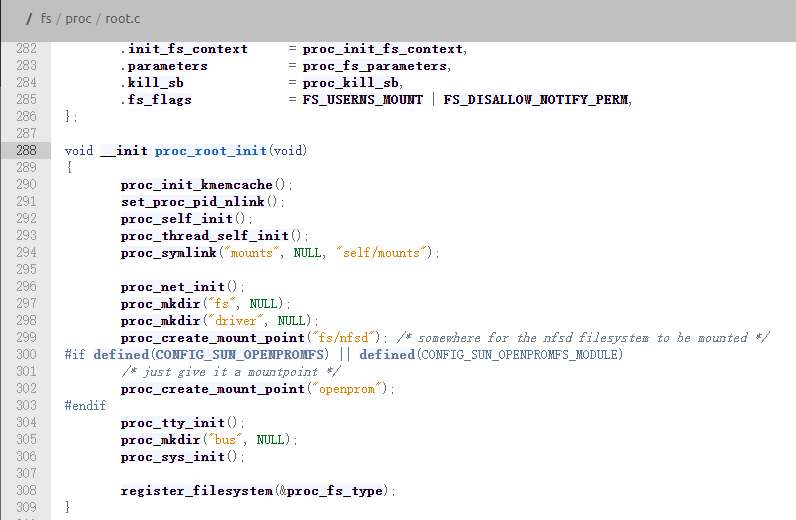 / fs / proc / root.c
282 .init_fs_context = proc_init_fs_context,
283 .parameters = proc_fs_parameters,
284 .kill_sb = proc_kill_sb,
285 .fs_flags = FS_USERNS_MOUNT | FS_DISALLOW_NOTIFY_PERM,
286 };
287
288 void __init proc_root_init(void)
289 {
290 proc_init_kmemcache();
291 set_proc_pid_nlink();
292 proc_self_init();
293 proc_thread_self_init();
294 proc_symlink("mounts", NULL, "self/mounts");
295
296 proc_net_init();
297 proc_mkdir("fs", NULL);
298 proc_mkdir("driver", NULL);
299 proc_create_mount_point("fs/nfsd"); /* somewhere for the nfsd filesystem to be mounted */
300 #if defined(CONFIG_SUN_OPENPROMFS) || defined(CONFIG_SUN_OPENPROMFS_MODULE)
301 /* just give it a mountpoint */
302 proc_create_mount_point("openprom");
303 #endif
304 proc_tty_init();
305 proc_mkdir("bus", NULL);
306 proc_sys_init();
307
308 register_filesystem(&proc_fs_type);
309 }